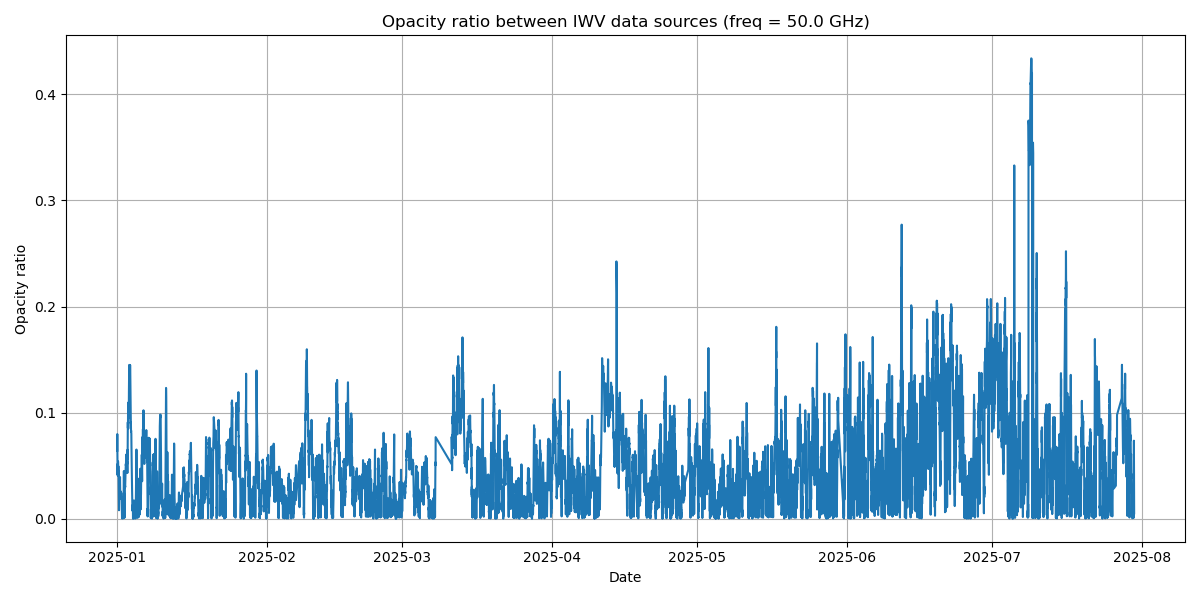 Opacity ratio between IWV data sources (freq = 50.0 GHz)
Opacity ratio
0.4
0.3
0.2
0.1
0.0
2025-01 2025-02 2025-03 2025-04 2025-05 2025-06 2025-07 2025-08
Date